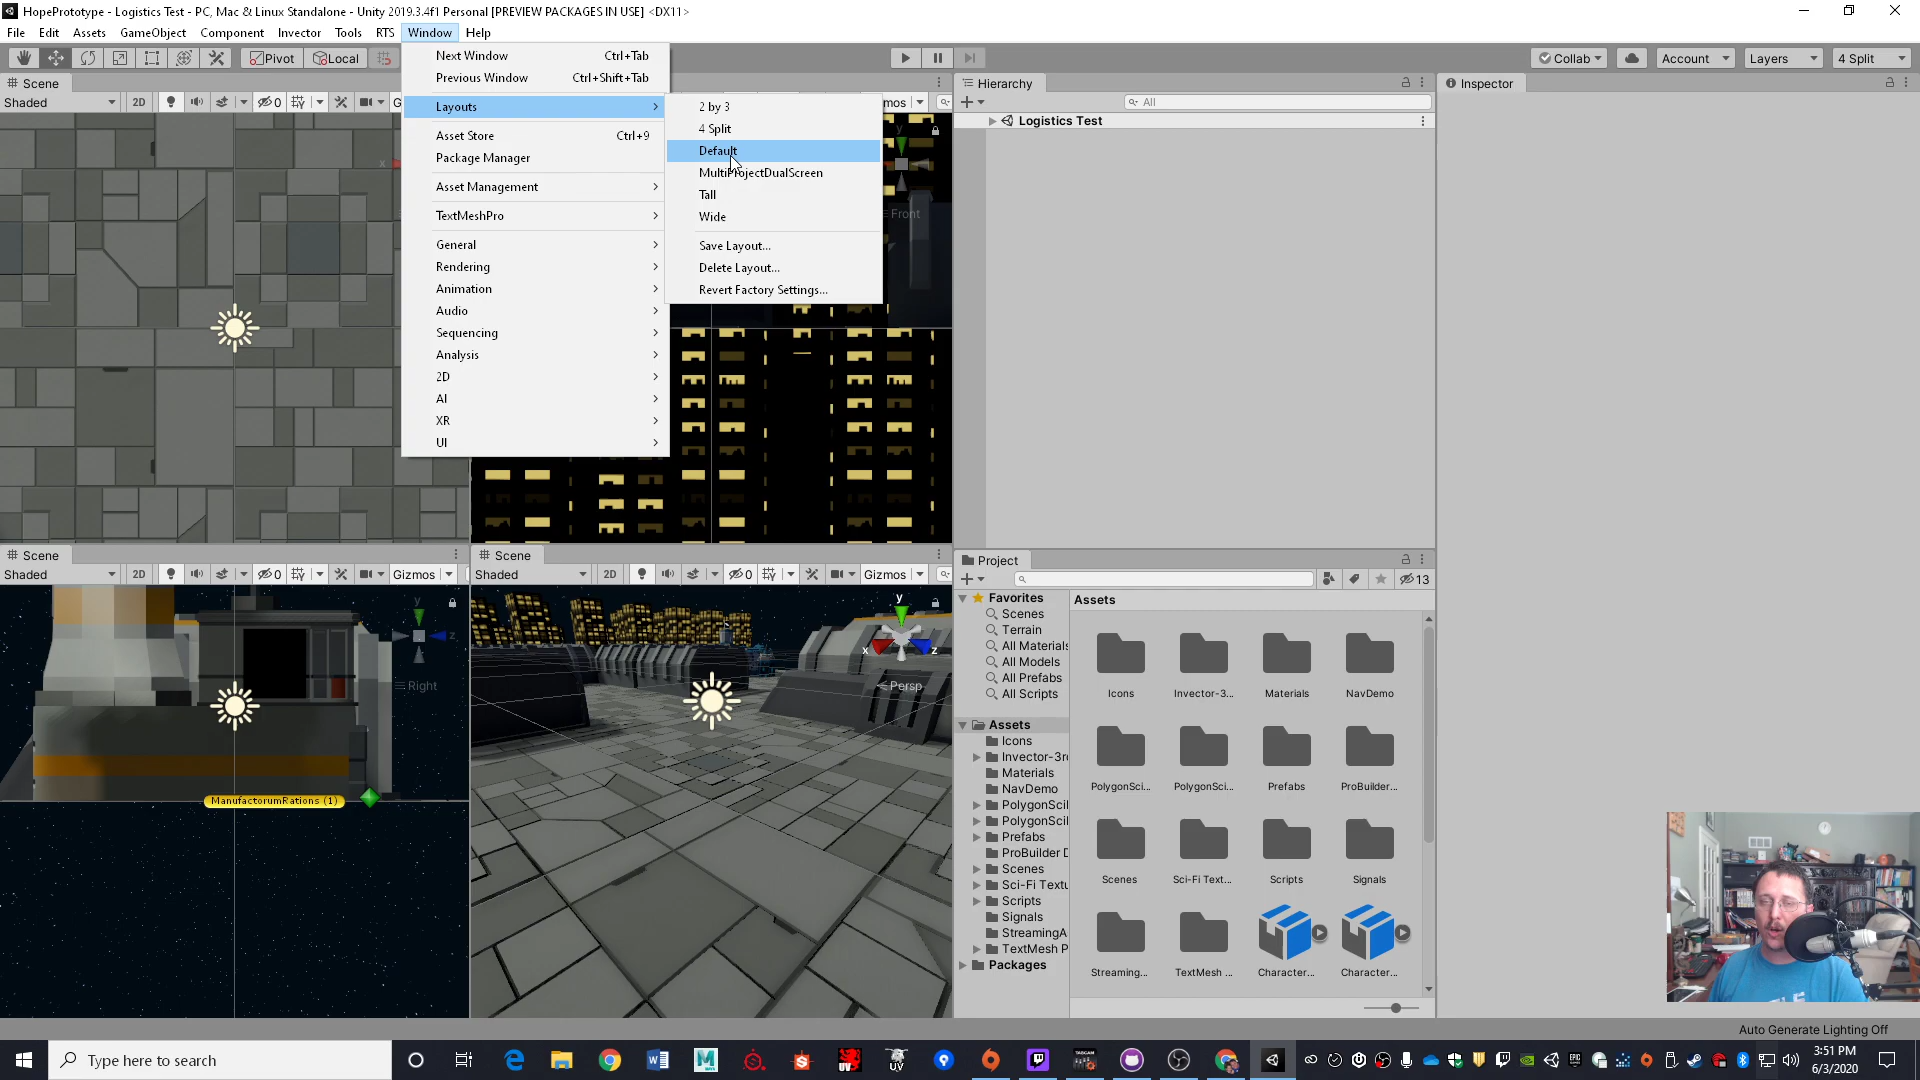 HopePrototype - Logistics Test - PC, Mac & Linux Standalone - Unity 2019.3.4f1 Personal [PREVIEW PACKAGES IN USE] <DX11>
File Edit Assets GameObject Component Invector Tools RTS Window Help
Pivot Local Collab Account Layers 4 Split
Next Window Ctrl+Tab
Previous Window Ctrl+Shift+Tab
Layouts
Asset Store Ctrl+9
Package Manager
Asset Management
TextMeshPro
General
Rendering
Animation
Audio
Sequencing
Analysis
2D
AI
XR
UI
2 by 3
4 Split
Default
MultiProjectDualScreen
Tall
Wide
Save Layout...
Delete Layout...
Revert Factory Settings...
Scene
Shaded 2D 0 G
mos
y
x
Front
Hierarchy
All
Logistics Test
Inspector
Scene
Shaded 2D 0 Gizmos
y
z
Right
ManufactorumRations (1)
Scene
Shaded 2D 0 Gizmos
y
x z
Persp
Project
13
Favorites
Scenes
Terrain
All Materials
All Models
All Prefabs
All Scripts
Assets
Icons
Invector-3r
Materials
NavDemo
PolygonSci
PolygonSci
Prefabs
ProBuilder D
Scenes
Sci-Fi Textu
Scripts
Signals
StreamingA
TextMesh P
Packages
Assets
Icons Invector-3... Materials NavDemo
PolygonSci... PolygonSci... Prefabs ProBuilder...
Scenes Sci-Fi Text... Scripts Signals
Streaming... TextMesh ... Character... Character...
Auto Generate Lighting Off
Type here to search
3:51 PM
6/3/2020